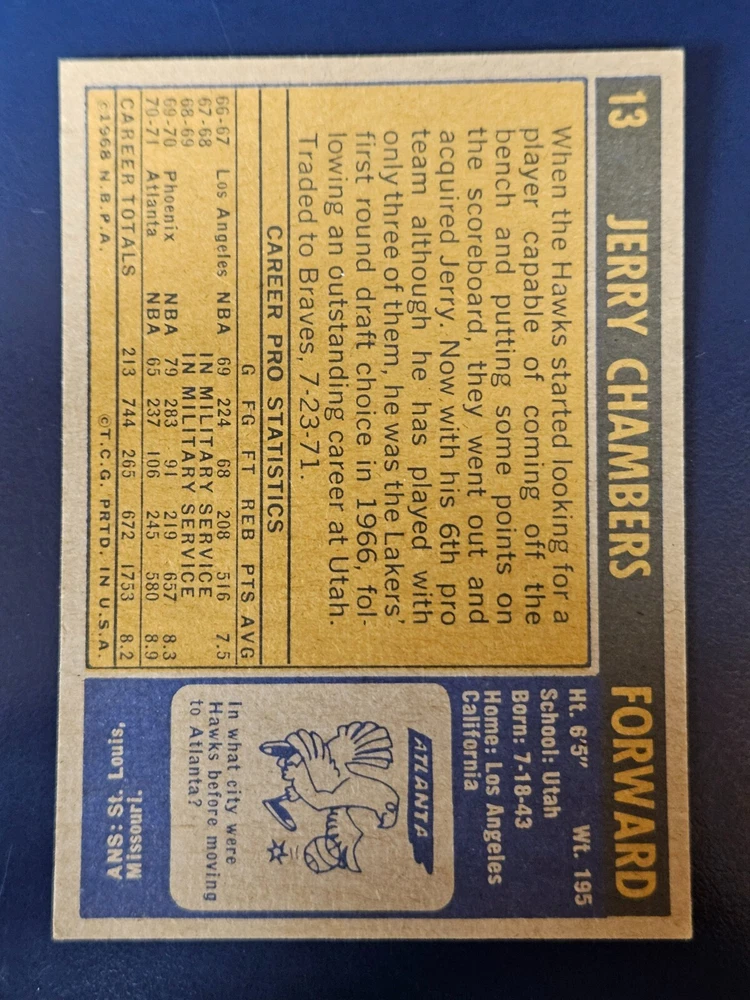 13 JERRY CHAMBERS FORWARD
When the Hawks started looking for a
player capable of coming off the
bench and putting some points on
the scoreboard, they went out and
acquired Jerry. Now with his 6th pro
team although he has played with
only three of them, he was the Lakers'
first round draft choice in 1966, fol-
lowing an outstanding career at Utah.
Traded to Braves, 7-23-71.
CAREER PRO STATISTICS
G FG FT REB PTS AVG
66-67 Los Angeles NBA 69 224 68 208 516 7.5
67-68 IN MILITARY SERVICE
68-69 IN MILITARY SERVICE
69-70 Phoenix NBA 79 283 91 219 657 8.3
70-71 Atlanta NBA 65 237 106 245 580 8.9
CAREER TOTALS 213 744 265 672 1753 8.2
©1968 N.B.P.A. ©T.C.G. PRTD. IN U.S.A.
Ht. 6'5" Wt. 195
School: Utah
Born: 7-18-43
Home: Los Angeles
California
ATLANTA
In what city were
Hawks before moving
to Atlanta?
ANS: St. Louis,
Missouri.